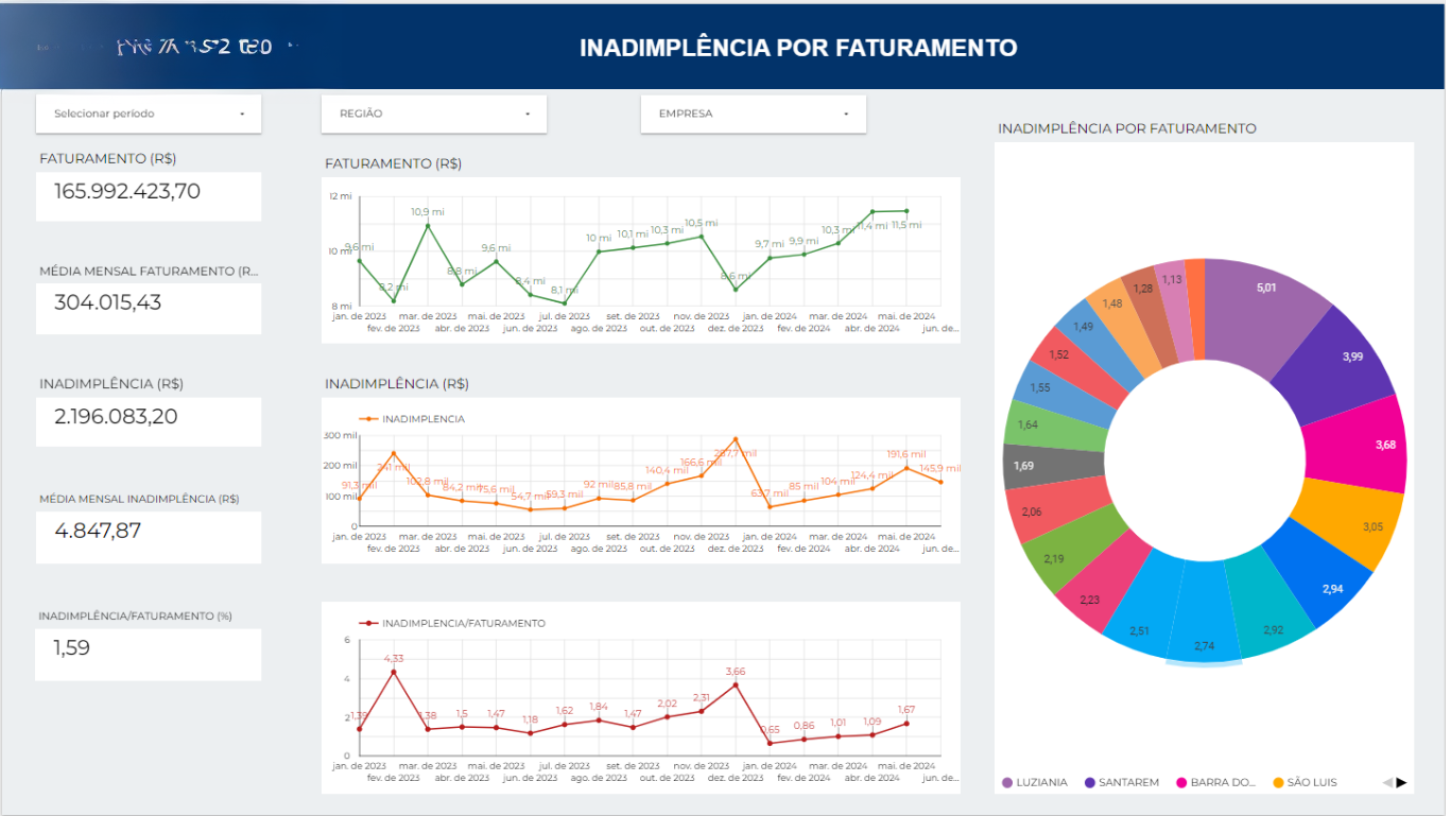 INADIMPLÊNCIA POR FATURAMENTO
Selecionar período
REGIÃO
EMPRESA
FATURAMENTO (R$)
165.992.423,70
MÉDIA MENSAL FATURAMENTO (R...
304.015,43
INADIMPLÊNCIA (R$)
2.196.083,20
MÉDIA MENSAL INADIMPLÊNCIA (R$)
4.847,87
INADIMPLÊNCIA/FATURAMENTO (%)
1,59
FATURAMENTO (R$)
12 mi
10 mi
8 mi
9,6 mi
8,2 mi
10,9 mi
8,8 mi
9,6 mi
8,4 mi
8,1 mi
10 mi
10,1 mi
10,3 mi
10,5 mi
8,6 mi
9,7 mi
9,9 mi
10,3 mi
11,4 mi
11,5 mi
jan. de 2023 mar. de 2023 mai. de 2023 jul. de 2023 set. de 2023 nov. de 2023 jan. de 2024 mar. de 2024 mai. de 2024
fev. de 2023 abr. de 2023 jun. de 2023 ago. de 2023 out. de 2023 dez. de 2023 fev. de 2024 abr. de 2024 jun. de...
INADIMPLÊNCIA (R$)
INADIMPLENCIA
300 mil
200 mil
100 mil
0
91,3 mil
241 mil
102,8 mil
84,2 mil
75,6 mil
54,7 mil
59,3 mil
92 mil
85,8 mil
140,4 mil
166,6 mil
287,7 mil
63,7 mil
85 mil
104 mil
124,4 mil
191,6 mil
145,9 mil
jan. de 2023 mar. de 2023 mai. de 2023 jul. de 2023 set. de 2023 nov. de 2023 jan. de 2024 mar. de 2024 mai. de 2024
fev. de 2023 abr. de 2023 jun. de 2023 ago. de 2023 out. de 2023 dez. de 2023 fev. de 2024 abr. de 2024 jun. de...
INADIMPLENCIA/FATURAMENTO
6
4
2
0
1,39
4,33
1,38
1,5
1,47
1,18
1,62
1,84
1,47
2,02
2,31
3,66
0,65
0,86
1,01
1,09
1,67
jan. de 2023 mar. de 2023 mai. de 2023 jul. de 2023 set. de 2023 nov. de 2023 jan. de 2024 mar. de 2024 mai. de 2024
fev. de 2023 abr. de 2023 jun. de 2023 ago. de 2023 out. de 2023 dez. de 2023 fev. de 2024 abr. de 2024 jun. de...
INADIMPLÊNCIA POR FATURAMENTO
5,01
3,99
3,68
3,05
2,94
2,92
2,74
2,51
2,23
2,19
2,06
1,69
1,64
1,55
1,52
1,49
1,48
1,28
1,13
LUZIANIA SANTAREM BARRA DO... SÃO LUIS